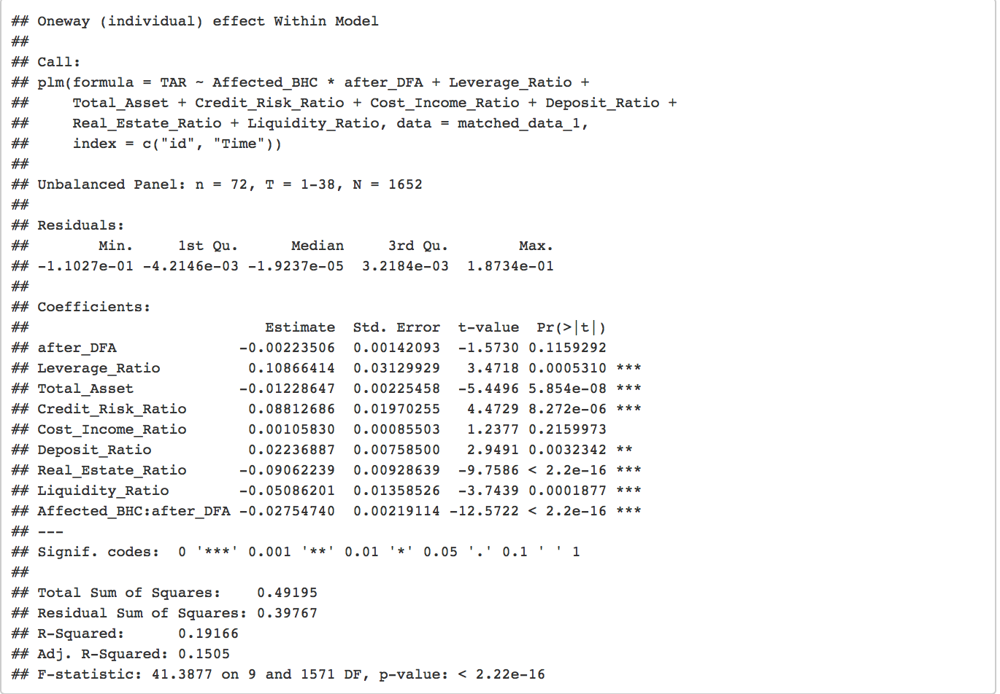 ## Oneway (individual) effect Within Model
##
## Call:
## plm(formula = TAR ~ Affected_BHC * after_DFA + Leverage_Ratio +
##     Total_Asset + Credit_Risk_Ratio + Cost_Income_Ratio + Deposit_Ratio +
##     Real_Estate_Ratio + Liquidity_Ratio, data = matched_data_1,
##     index = c("id", "Time"))
##
## Unbalanced Panel: n = 72, T = 1-38, N = 1652
##
## Residuals:
##        Min.     1st Qu.      Median     3rd Qu.        Max.
## -1.1027e-01 -4.2146e-03 -1.9237e-05  3.2184e-03  1.8734e-01
##
## Coefficients:
##                           Estimate  Std. Error  t-value  Pr(>|t|)
## after_DFA              -0.00223506  0.00142093  -1.5730 0.1159292
## Leverage_Ratio          0.10866414  0.03129929   3.4718 0.0005310 ***
## Total_Asset            -0.01228647  0.00225458  -5.4496 5.854e-08 ***
## Credit_Risk_Ratio       0.08812686  0.01970255   4.4729 8.272e-06 ***
## Cost_Income_Ratio       0.00105830  0.00085503   1.2377 0.2159973
## Deposit_Ratio           0.02236887  0.00758500   2.9491 0.0032342 **
## Real_Estate_Ratio      -0.09062239  0.00928639  -9.7586 < 2.2e-16 ***
## Liquidity_Ratio        -0.05086201  0.01358526  -3.7439 0.0001877 ***
## Affected_BHC:after_DFA -0.02754740  0.00219114 -12.5722 < 2.2e-16 ***
## ---
## Signif. codes:  0 '***' 0.001 '**' 0.01 '*' 0.05 '.' 0.1 ' ' 1
##
## Total Sum of Squares:    0.49195
## Residual Sum of Squares: 0.39767
## R-Squared:      0.19166
## Adj. R-Squared: 0.1505
## F-statistic: 41.3877 on 9 and 1571 DF, p-value: < 2.22e-16